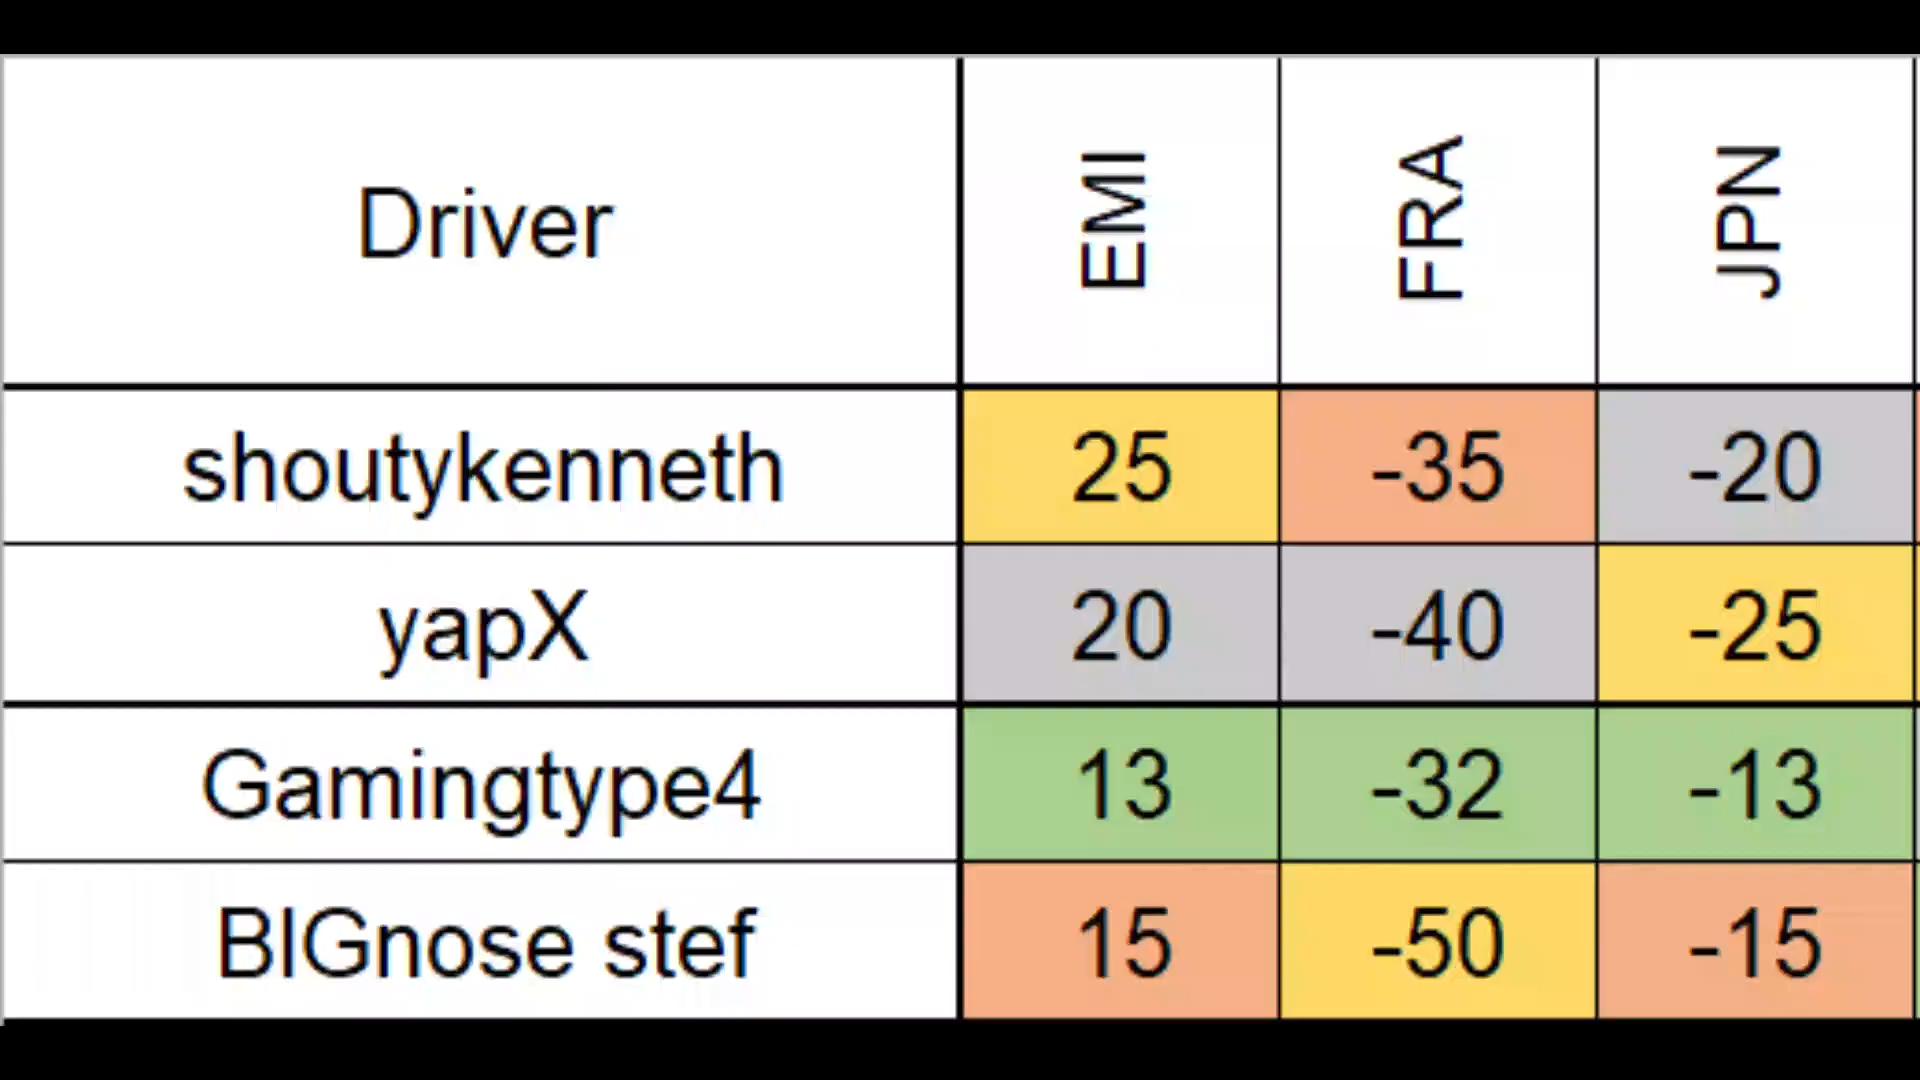 Driver EMI FRA JPN
shoutykenneth 25 -35 -20
yapX 20 -40 -25
Gamingtype4 13 -32 -13
BIGnose stef 15 -50 -15